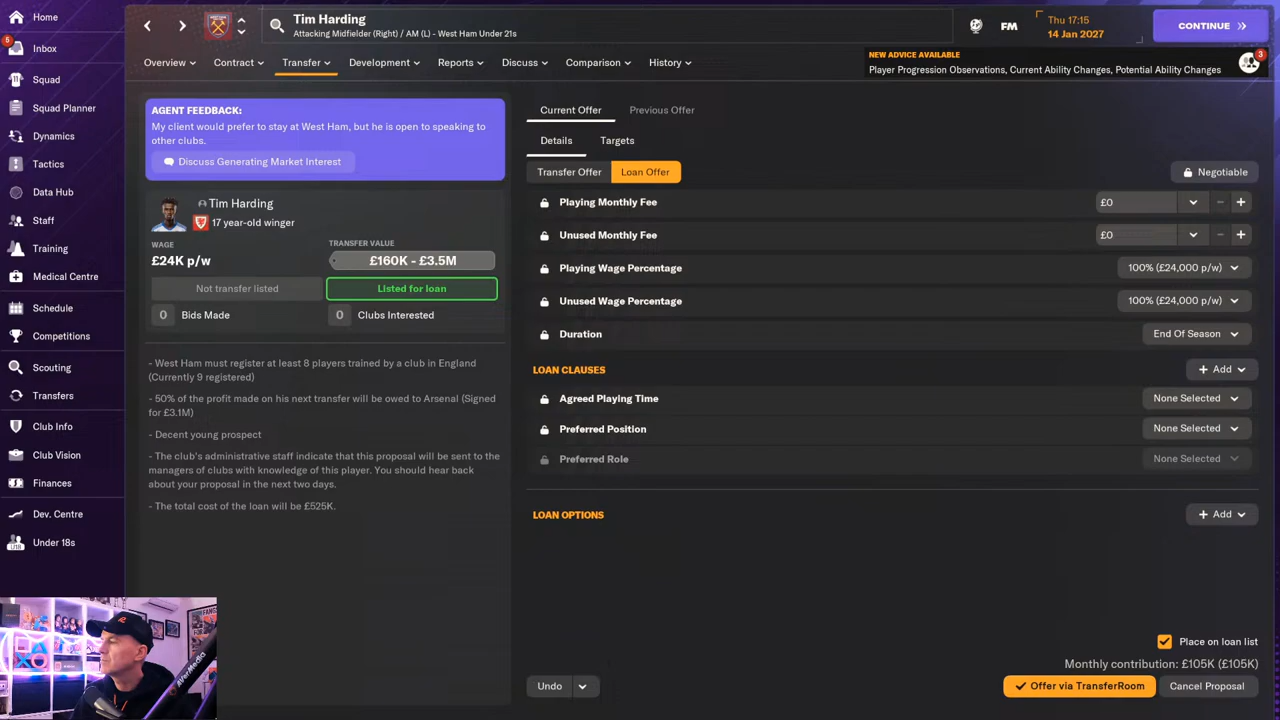 Home
5
Inbox
Squad
Squad Planner
Dynamics
Tactics
Data Hub
Staff
Training
Medical Centre
Schedule
Competitions
Scouting
Transfers
Club Info
Club Vision
Finances
Dev. Centre
Under 18s
Tim Harding
Attacking Midfielder (Right) / AM (L) - West Ham Under 21s
FM
Thu 17:15
14 Jan 2027
CONTINUE
Overview
Contract
Transfer
Development
Reports
Discuss
Comparison
History
NEW ADVICE AVAILABLE
Player Progression Observations, Current Ability Changes, Potential Ability Changes
3
AGENT FEEDBACK:
My client would prefer to stay at West Ham, but he is open to speaking to
other clubs.
Discuss Generating Market Interest
Tim Harding
17 year-old winger
WAGE
£24K p/w
TRANSFER VALUE
£160K - £3.5M
Not transfer listed
Listed for loan
0 Bids Made
0 Clubs Interested
- West Ham must register at least 8 players trained by a club in England
(Currently 9 registered)
- 50% of the profit made on his next transfer will be owed to Arsenal (Signed
for £3.1M)
- Decent young prospect
- The club's administrative staff indicate that this proposal will be sent to the
managers of clubs with knowledge of this player. You should hear back
about your proposal in the next two days.
- The total cost of the loan will be £525K.
Current Offer
Previous Offer
Details
Targets
Transfer Offer
Loan Offer
Negotiable
Playing Monthly Fee £0
Unused Monthly Fee £0
Playing Wage Percentage 100% (£24,000 p/w)
Unused Wage Percentage 100% (£24,000 p/w)
Duration End Of Season
LOAN CLAUSES + Add
Agreed Playing Time None Selected
Preferred Position None Selected
Preferred Role None Selected
LOAN OPTIONS + Add
Place on loan list
Monthly contribution: £105K (£105K)
Undo
Offer via TransferRoom
Cancel Proposal